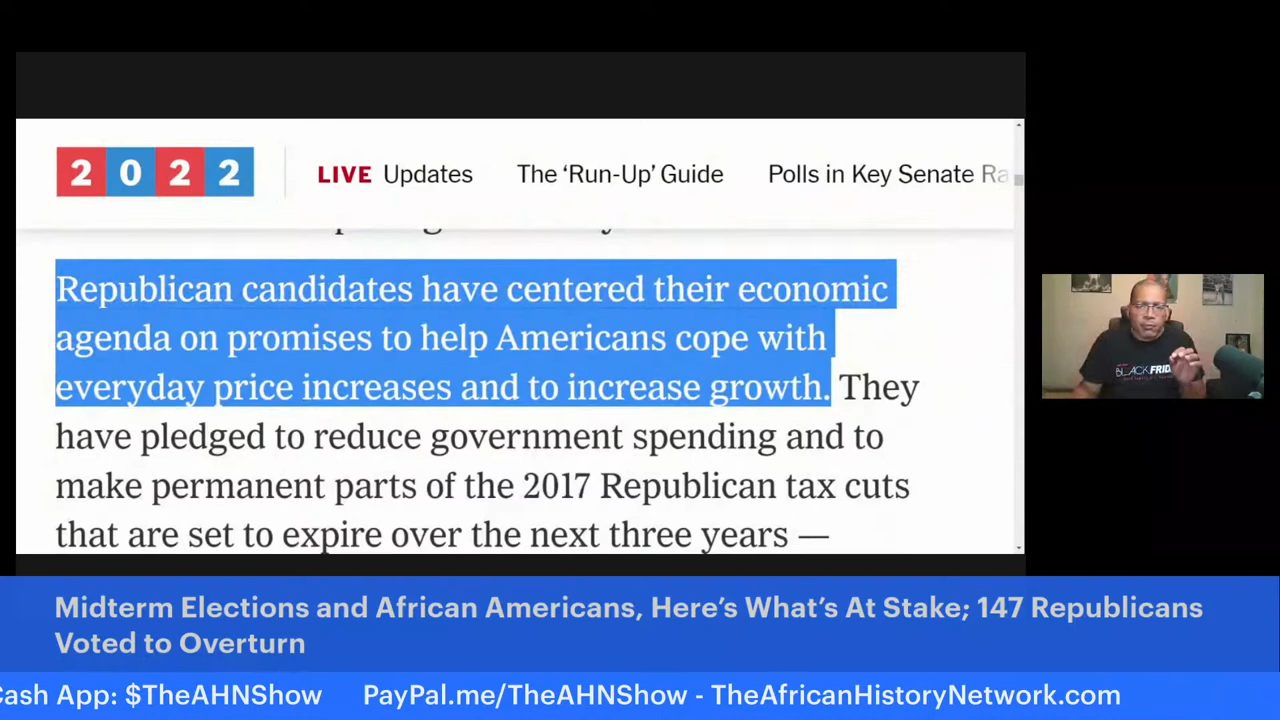 2022
LIVE Updates The ‘Run-Up’ Guide Polls in Key Senate
Republican candidates have centered their economic
agenda on promises to help Americans cope with
everyday price increases and to increase growth. They
have pledged to reduce government spending and to
make permanent parts of the 2017 Republican tax cuts
that are set to expire over the next three years —
BLACK
Midterm Elections and African Americans, Here’s What’s At Stake; 147 Republicans
Voted to Overturn
Cash App: $TheAHNShow PayPal.me/TheAHNShow - TheAfricanHistoryNetwork.com